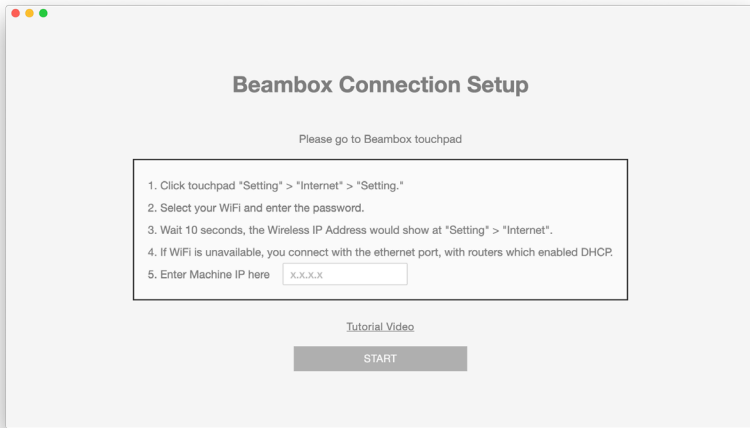 Beambox Connection Setup
Please go to Beambox touchpad
1. Click touchpad "Setting" > "Internet" > "Setting."
2. Select your WiFi and enter the password.
3. Wait 10 seconds, the Wireless IP Address would show at "Setting" > "Internet".
4. If WiFi is unavailable, you connect with the ethernet port, with routers which enabled DHCP.
5. Enter Machine IP here x.x.x.x
Tutorial Video
START